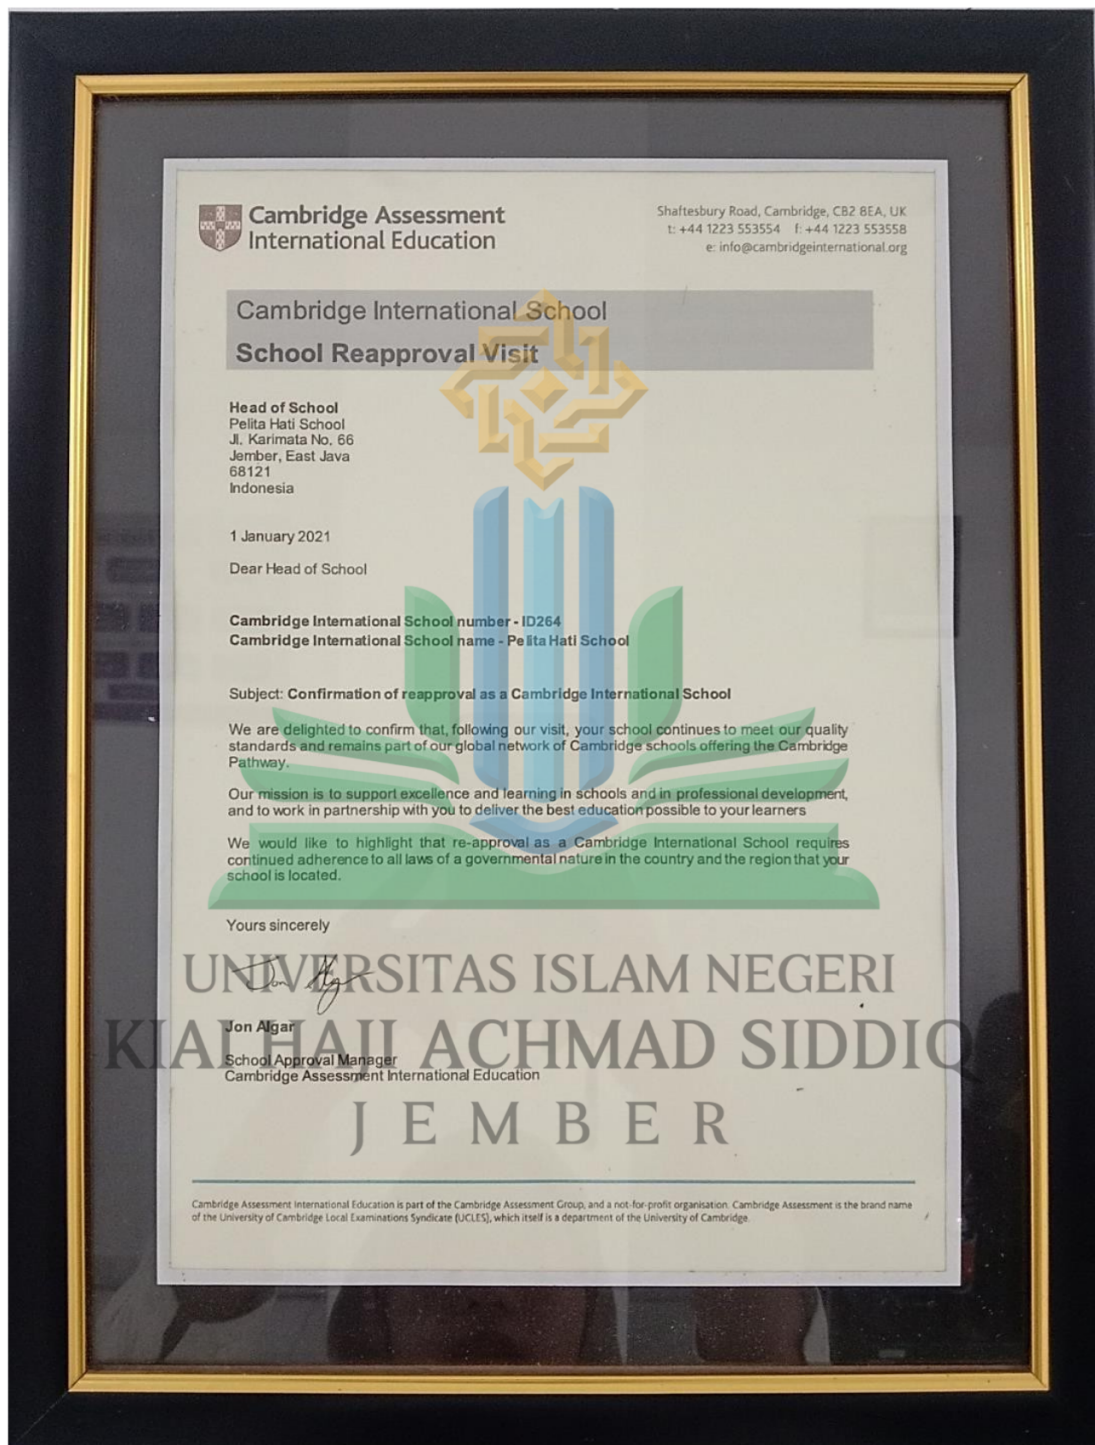 Cambridge Assessment
International Education
Shaftesbury Road, Cambridge, CB2 8EA, UK
t: +44 1223 553554 f: +44 1223 553558
e: info@cambridgeinternational.org
Cambridge International School
School Reapproval Visit
Head of School
Pelita Hati School
Jl. Karimata No. 66
Jember, East Java
68121
Indonesia
1 January 2021
Dear Head of School
Cambridge International School number - ID264
Cambridge International School name - Pelita Hati School
Subject: Confirmation of reapproval as a Cambridge International School
We are delighted to confirm that, following our visit, your school continues to meet our quality
standards and remains part of our global network of Cambridge schools offering the Cambridge
Pathway.
Our mission is to support excellence and learning in schools and in professional development,
and to work in partnership with you to deliver the best education possible to your learners
We would like to highlight that re-approval as a Cambridge International School requires
continued adherence to all laws of a governmental nature in the country and the region that your
school is located.
Yours sincerely
UNIVERSITAS ISLAM NEGERI
Jon Algar
KIAI HAJI ACHMAD SIDDIQ
School Approval Manager
Cambridge Assessment International Education
JEMBER
Cambridge Assessment International Education is part of the Cambridge Assessment Group, and a not-for-profit organisation. Cambridge Assessment is the brand name
of the University of Cambridge Local Examinations Syndicate (UCLES), which itself is a department of the University of Cambridge.